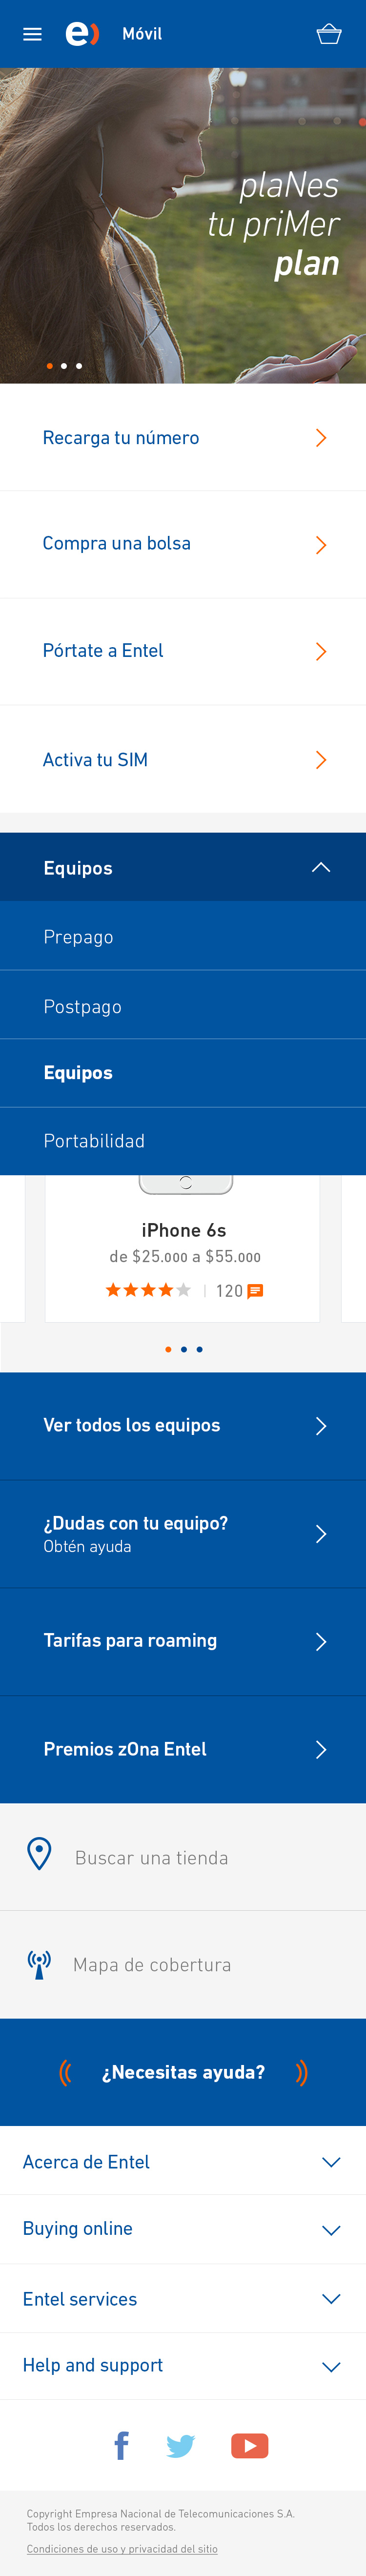 e) Móvil
plaNes
tu priMer
plan
Recarga tu número
Compra una bolsa
Pórtate a Entel
Activa tu SIM
Equipos
Prepago
Postpago
Equipos
Portabilidad
iPhone 6s
de $25.000 a $55.000
120
Ver todos los equipos
¿Dudas con tu equipo?
Obtén ayuda
Tarifas para roaming
Premios zOna Entel
Buscar una tienda
Mapa de cobertura
¿Necesitas ayuda?
Acerca de Entel
Buying online
Entel services
Help and support
Copyright Empresa Nacional de Telecomunicaciones S.A.
Todos los derechos reservados.
Condiciones de uso y privacidad del sitio